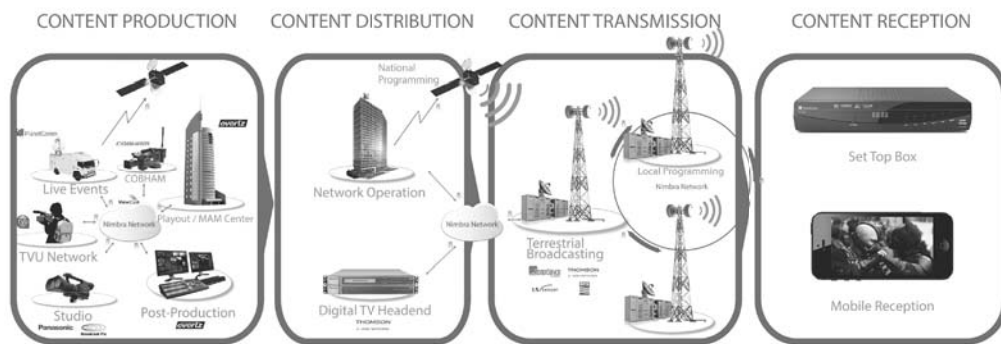 CONTENT PRODUCTION
CONTENT DISTRIBUTION
CONTENT TRANSMISSION
CONTENT RECEPTION
National
Programming
evertz
COBHAM
Live Events
COBHAM
Network Operation
Playout / MAM Center
Nimbra Network
TVU Network
Studio
Panasonic
Post-Production
evertz
Nimbra Network
Digital TV Headend
THOMSON
Local Programming
Nimbra Network
Terrestrial
Broadcasting
THOMSON
Set Top Box
Mobile Reception